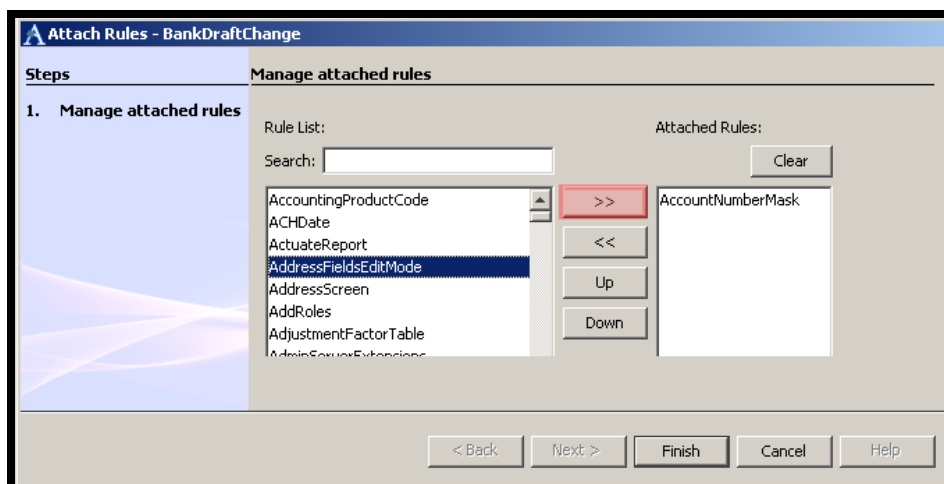 Attach Rules - BankDraftChange
Steps
1. Manage attached rules
Manage attached rules
Rule List:
Search:
AccountingProductCode
ACHDate
ActuateReport
AddressFieldsEditMode
AddressScreen
AddRoles
AdjustmentFactorTable
AdminServerExtensions
>>
<<
Up
Down
Attached Rules:
Clear
AccountNumberMask
< Back
Next >
Finish
Cancel
Help